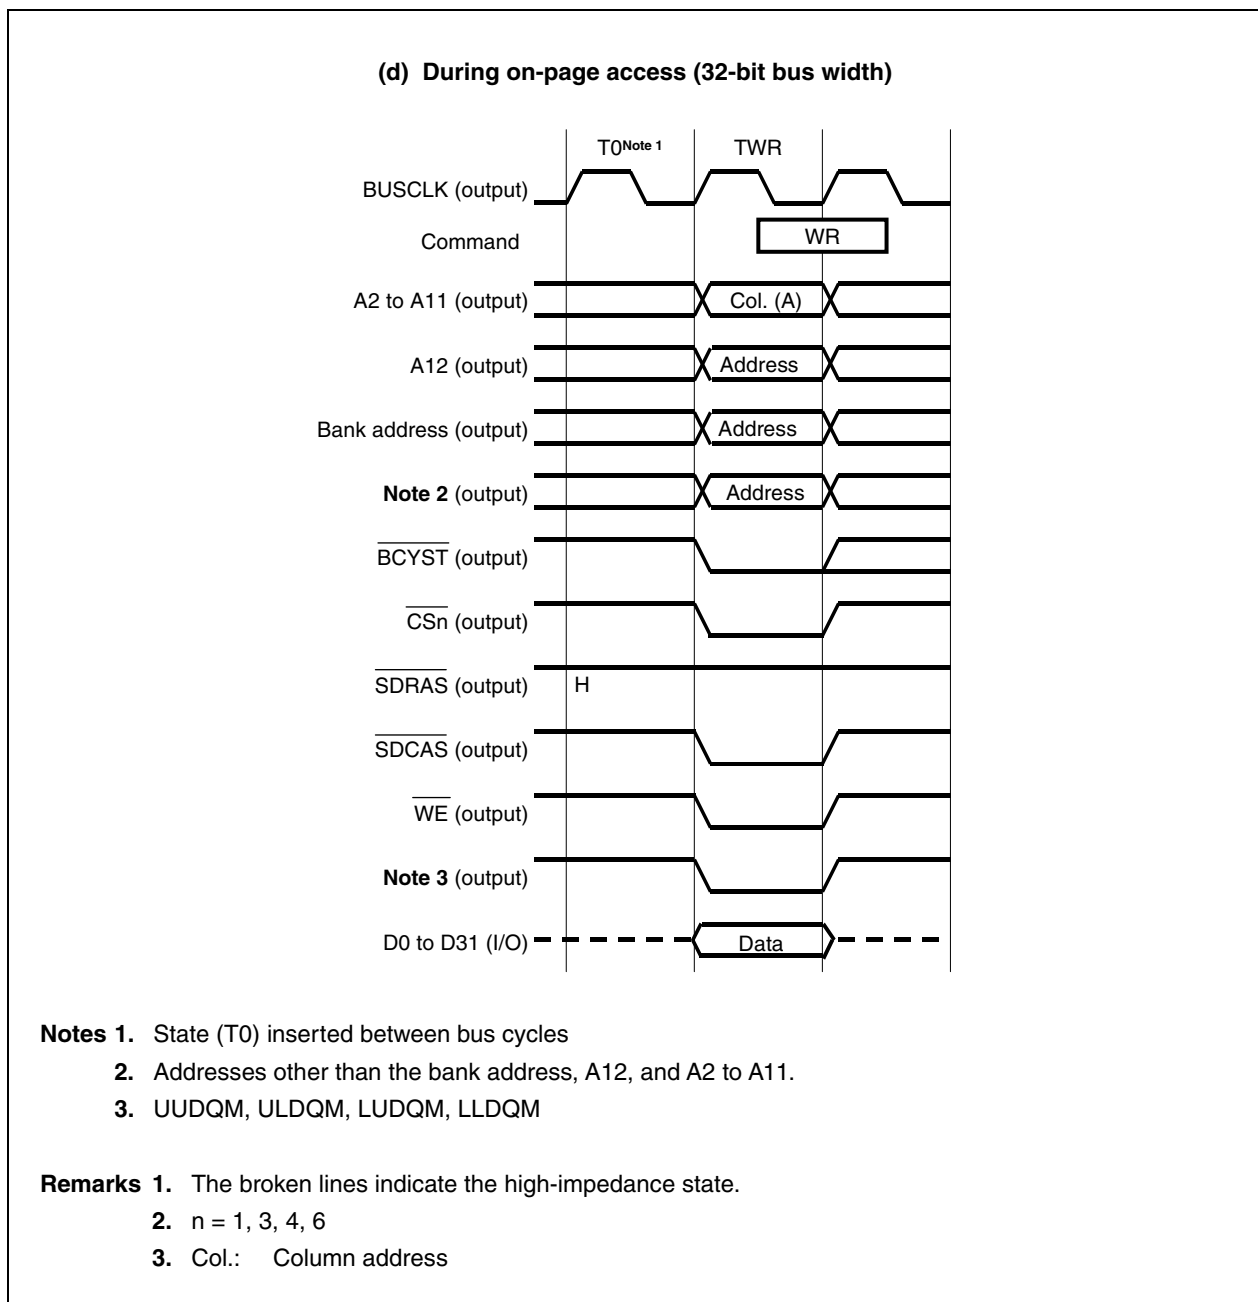 (d) During on-page access (32-bit bus width)
T0Note 1 TWR
BUSCLK (output)
Command WR
A2 to A11 (output) Col. (A)
A12 (output) Address
Bank address (output) Address
Note 2 (output) Address
BCYST (output)
CSn (output)
SDRAS (output) H
SDCAS (output)
WE (output)
Note 3 (output)
D0 to D31 (I/O) Data
Notes 1. State (T0) inserted between bus cycles
2. Addresses other than the bank address, A12, and A2 to A11.
3. UUDQM, ULDQM, LUDQM, LLDQM
Remarks 1. The broken lines indicate the high-impedance state.
2. n = 1, 3, 4, 6
3. Col.: Column address